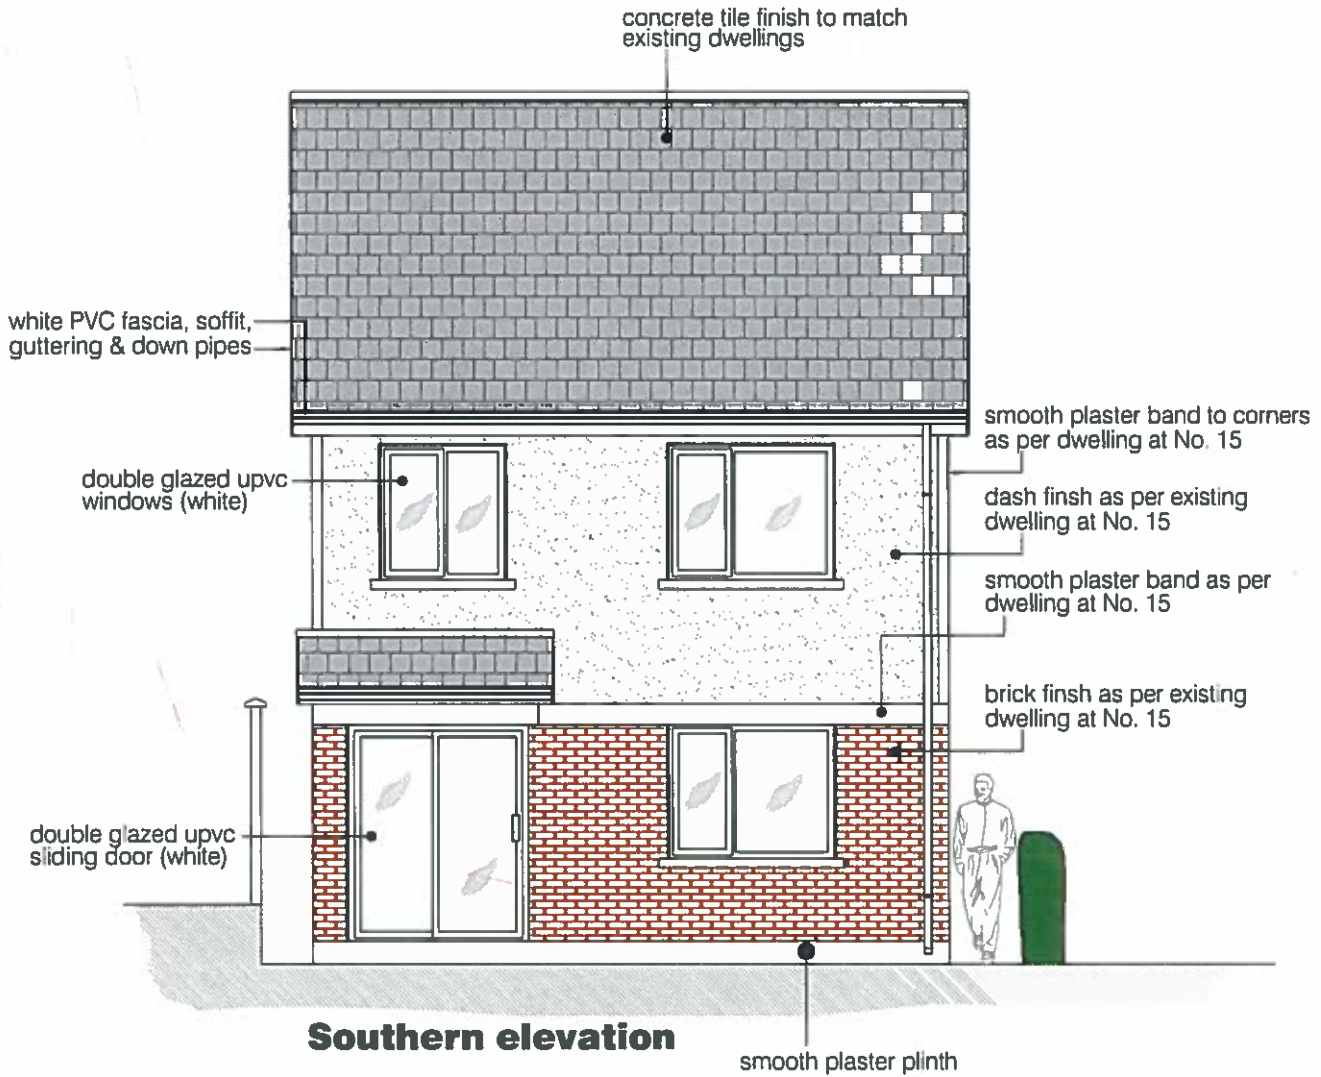 concrete tile finish to match
existing dwellings
white PVC fascia, soffit,
guttering & down pipes
smooth plaster band to corners
as per dwelling at No. 15
double glazed upvc
windows (white)
dash finsh as per existing
dwelling at No. 15
smooth plaster band as per
dwelling at No. 15
brick finsh as per existing
dwelling at No. 15
double glazed upvc
sliding door (white)
Southern elevation
smooth plaster plinth